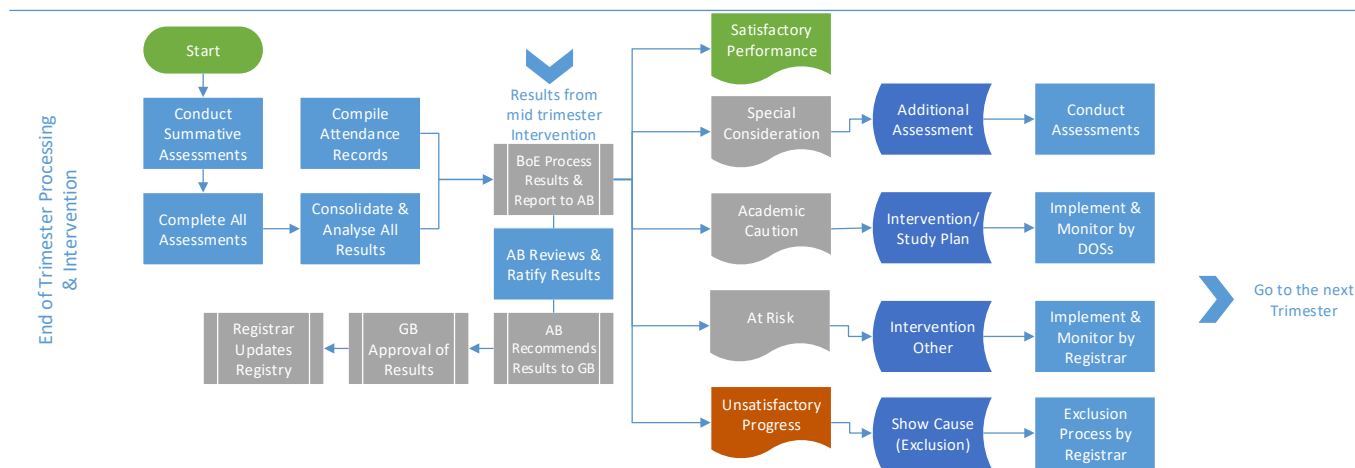 End of Trimester Processing
& Intervention
Start
Conduct
Summative
Assessments
Complete All
Assessments
Compile
Attendance
Records
Consolidate &
Analyse All
Results
Results from
mid trimester
Intervention
BoE Process
Results &
Report to AB
AB Reviews &
Ratify Results
AB
Recommends
Results to GB
GB
Approval of
Results
Registrar
Updates
Registry
Satisfactory
Performance
Special
Consideration
Additional
Assessment
Conduct
Assessments
Academic
Caution
Intervention/
Study Plan
Implement &
Monitor by
DOSs
At Risk
Intervention
Other
Implement &
Monitor by
Registrar
Unsatisfactory
Progress
Show Cause
(Exclusion)
Exclusion
Process by
Registrar
Go to the next
Trimester